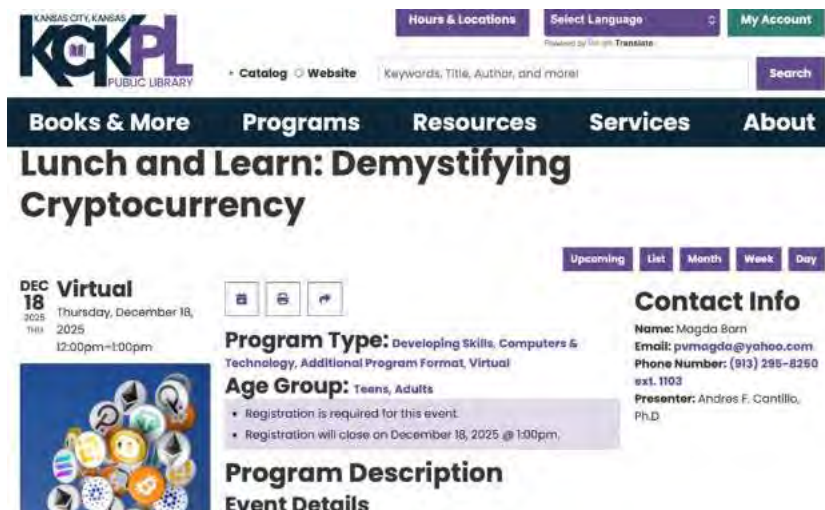 KANSAS CITY, KANSAS
KCKPL
PUBLIC LIBRARY
Hours & Locations
Select Language
My Account
Powered by Translate
Catalog Website
Keywords, Title, Author, and more!
Search
Books & More Programs Resources Services About
Lunch and Learn: Demystifying
Cryptocurrency
Upcoming List Month Week Day
DEC
18
2025
THU
Virtual
Thursday, December 18,
2025
12:00pm–1:00pm
Program Type: Developing Skills, Computers &
Technology, Additional Program Format, Virtual
Age Group: Teens, Adults
• Registration is required for this event.
• Registration will close on December 18, 2025 @ 1:00pm.
Program Description
Event Details
Contact Info
Name: Magda Born
Email: pvmagda@yahoo.com
Phone Number: (913) 295-8250
ext. 1103
Presenter: Andres F. Cantillo,
Ph.D